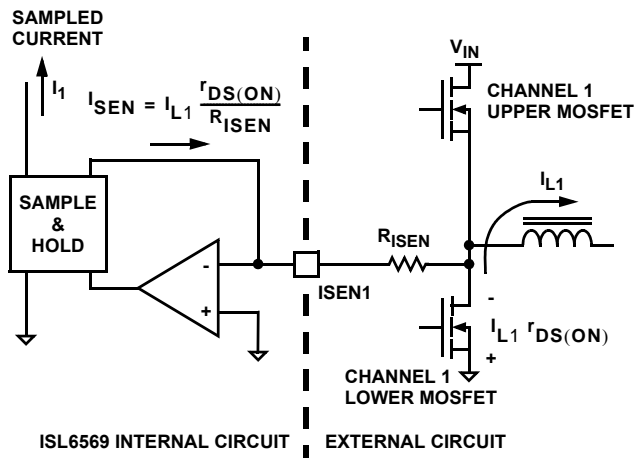 SAMPLED
CURRENT
I1
ISEN = IL1 rDS(ON)
RISEN
SAMPLE
&
HOLD
-
+
ISEN1
RISEN
VIN
CHANNEL 1
UPPER MOSFET
IL1
-
IL1 rDS(ON)
+
CHANNEL 1
LOWER MOSFET
ISL6569 INTERNAL CIRCUIT
EXTERNAL CIRCUIT